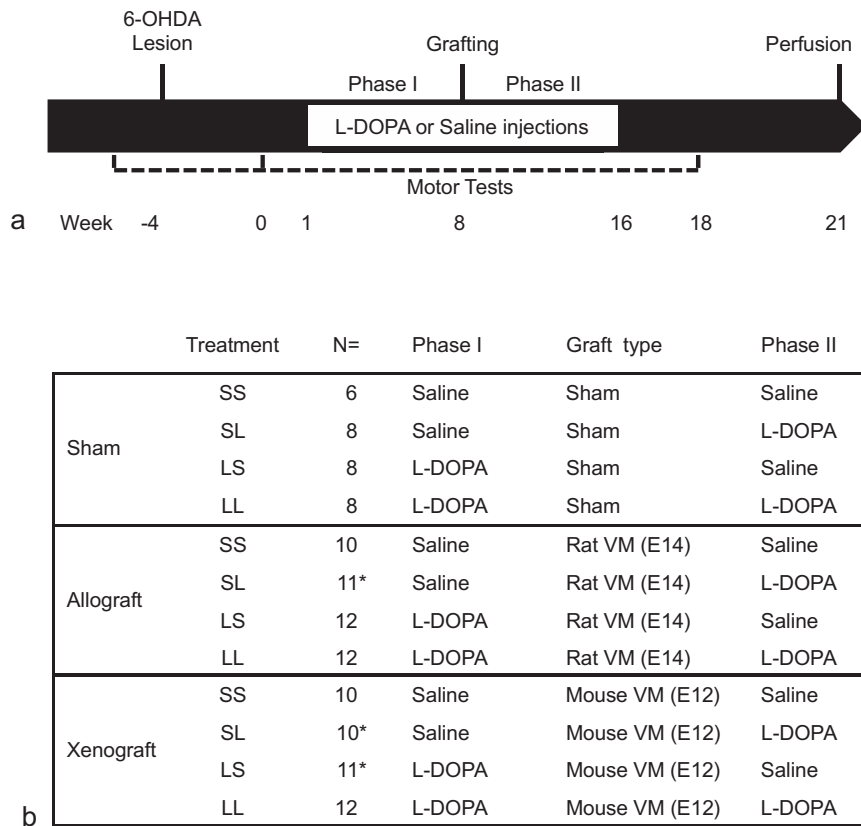 6-OHDA
Lesion
Grafting
Perfusion
Phase I
Phase II
L-DOPA or Saline injections
Motor Tests
a Week -4 0 1 8 16 18 21
Treatment N= Phase I Graft type Phase II
Sham
SS 6 Saline Sham Saline
SL 8 Saline Sham L-DOPA
LS 8 L-DOPA Sham Saline
LL 8 L-DOPA Sham L-DOPA
Allograft
SS 10 Saline Rat VM (E14) Saline
SL 11* Saline Rat VM (E14) L-DOPA
LS 12 L-DOPA Rat VM (E14) Saline
LL 12 L-DOPA Rat VM (E14) L-DOPA
Xenograft
SS 10 Saline Mouse VM (E12) Saline
SL 10* Saline Mouse VM (E12) L-DOPA
LS 11* L-DOPA Mouse VM (E12) Saline
LL 12 L-DOPA Mouse VM (E12) L-DOPA
b